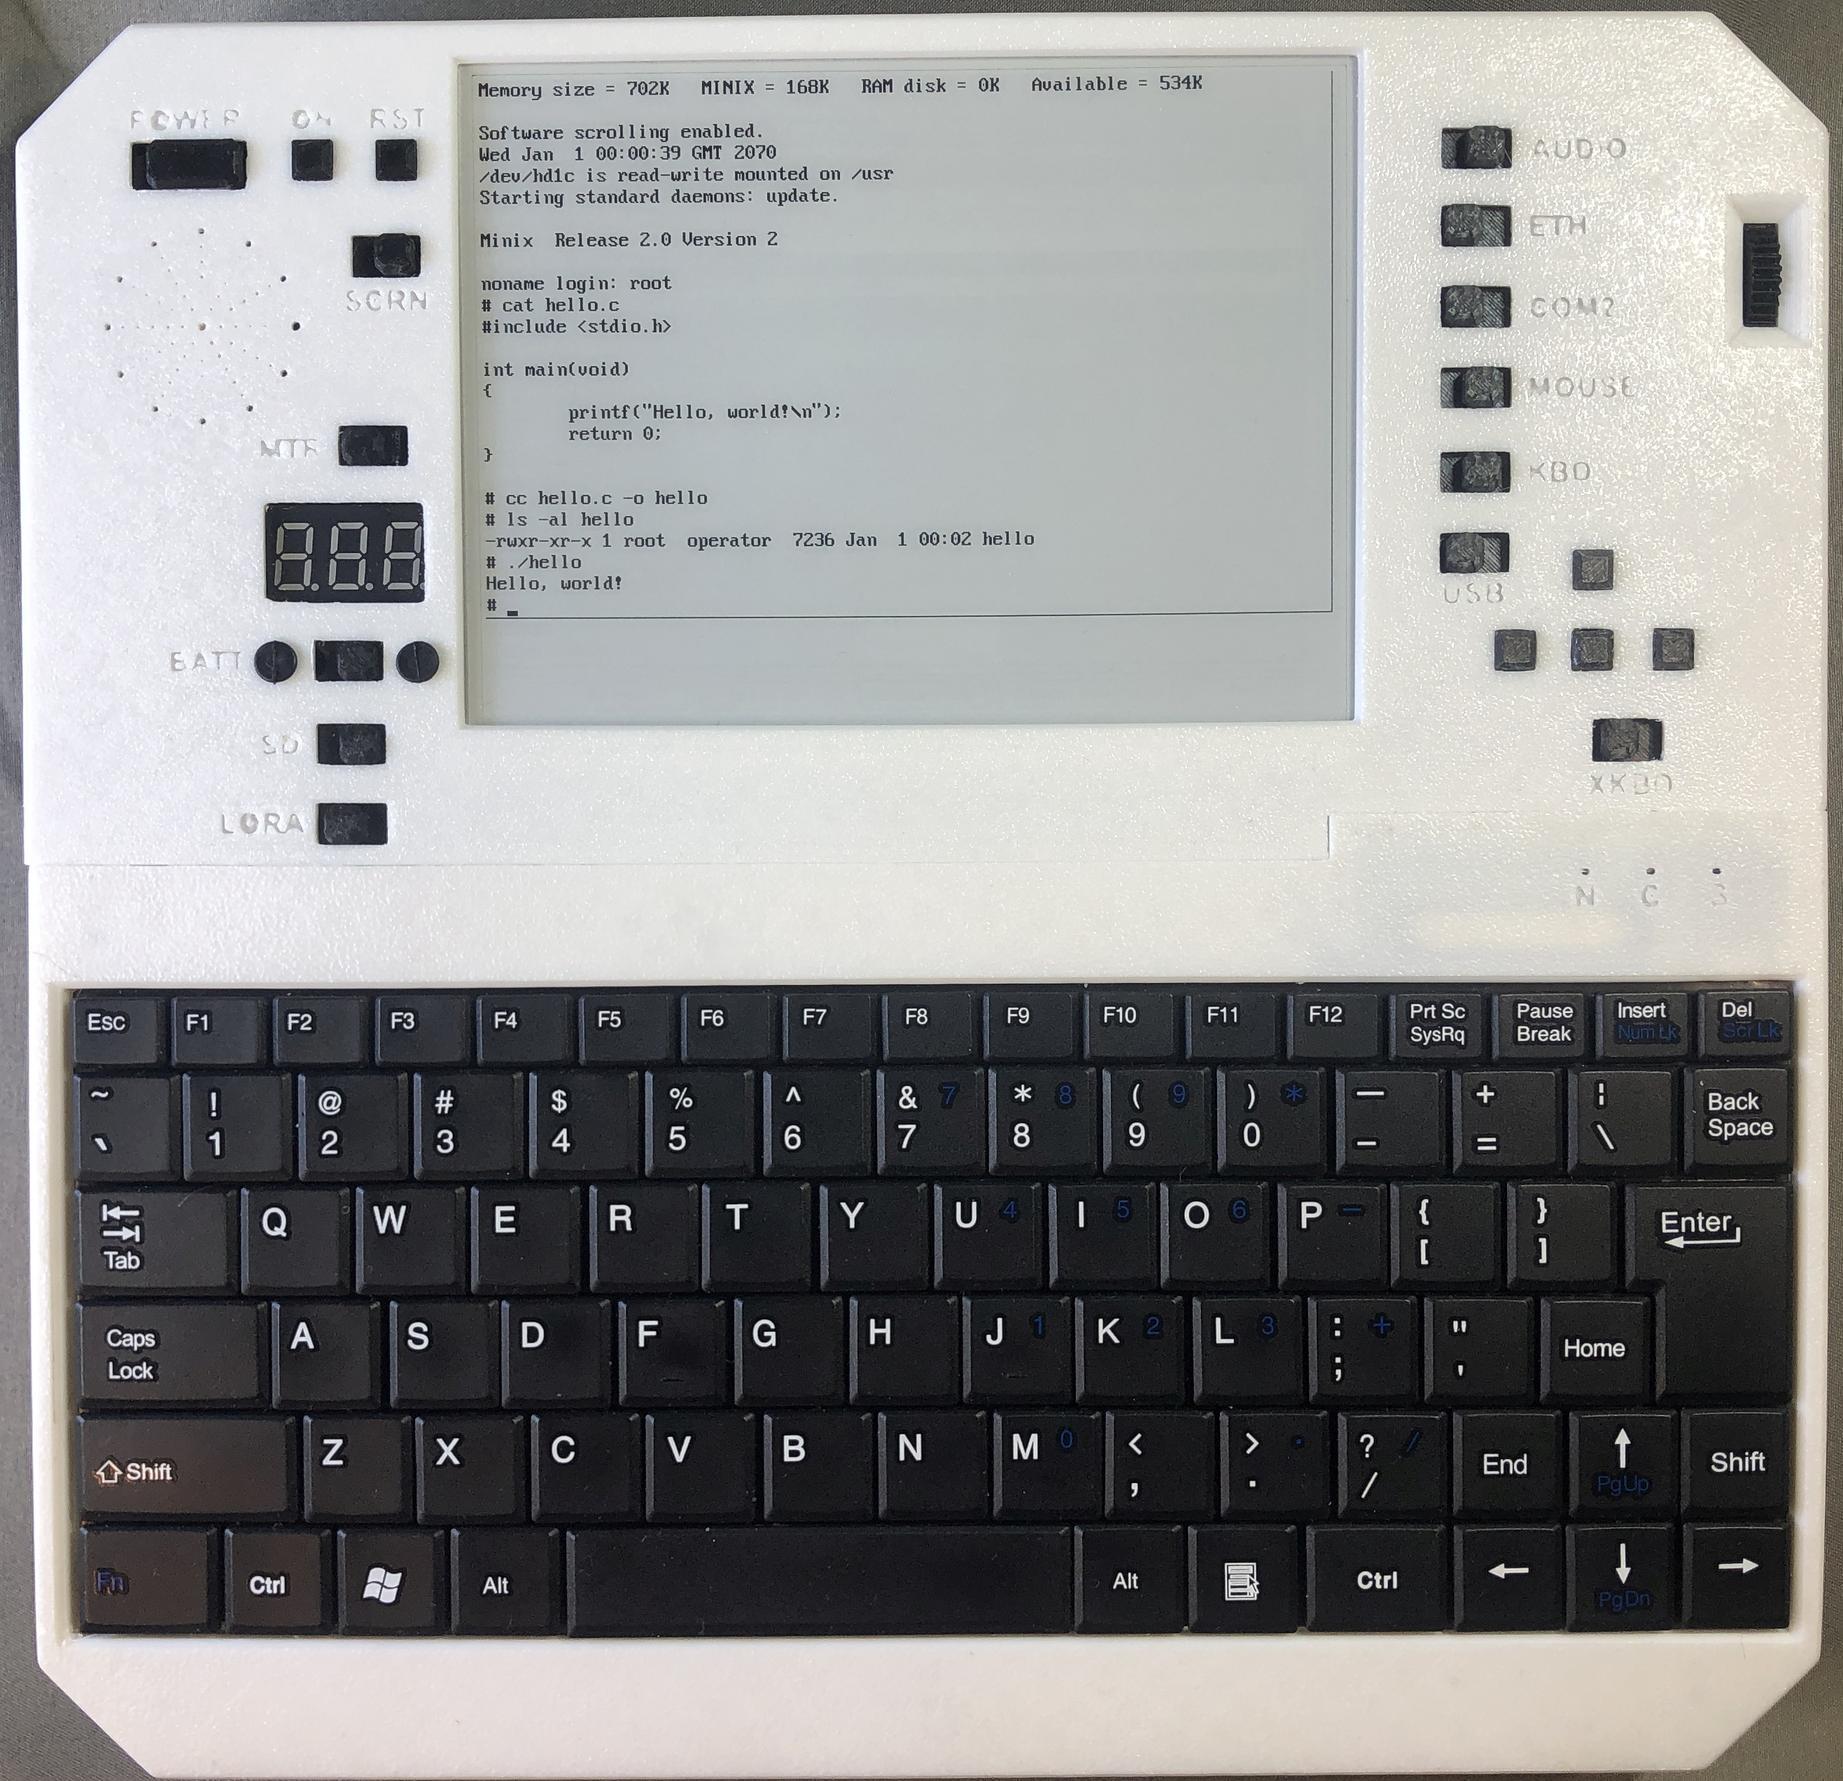 POWER ON RST
SCRN
MTR
BATT
SD
LORA
Memory size = 702K   MINIX = 168K   RAM disk = 0K   Available = 534K
Software scrolling enabled.
Wed Jan  1 00:00:39 GMT 2070
/dev/hd1c is read-write mounted on /usr
Starting standard daemons: update.
Minix  Release 2.0 Version 2
noname login: root
# cat hello.c
#include <stdio.h>
int main(void)
{
        printf("Hello, world!\n");
        return 0;
}
# cc hello.c -o hello
# ls -al hello
-rwxr-xr-x 1 root  operator  7236 Jan  1 00:02 hello
# ./hello
Hello, world!
# _
AUDIO
ETH
COM2
MOUSE
KBD
USB
XKBD
N C S
Esc F1 F2 F3 F4 F5 F6 F7 F8 F9 F10 F11 F12 Prt Sc Pause Insert Del
SysRq Break Num Lk Scr Lk
~ ! @ # $ % ^ & 7 * 8 ( 9 ) * — + ¦ Back
` 1 2 3 4 5 6 7 8 9 0 - = \ Space
Tab Q W E R T Y U 4 I 5 O 6 P - { } Enter
[ ]
Caps A S D F G H J 1 K 2 L 3 : + " Home
Lock ; '
Shift Z X C V B N M 0 < > . ? / End PgUp Shift
, . /
Fn Ctrl Alt Alt Ctrl ← ↓ →
PgDn